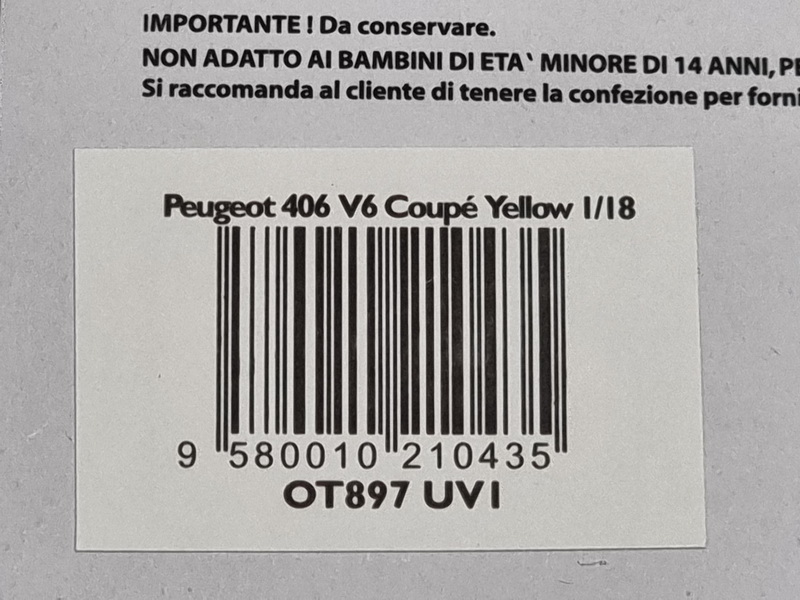 IMPORTANTE ! Da conservare.
NON ADATTO AI BAMBINI DI ETA` MINORE DI 14 ANNI,
Si raccomanda al cliente di tenere la confezione per
Peugeot 406 V6 Coupé Yellow 1/18
9 580010 210435
OT897 UV1